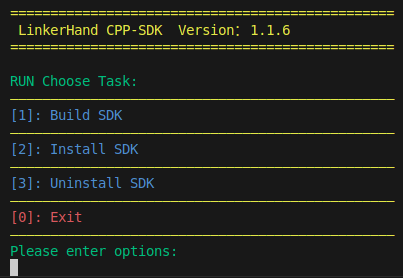 ================================================
LinkerHand CPP-SDK  Version：1.1.6
================================================
RUN Choose Task:
————————————————————————————————————————————————
[1]: Build SDK
————————————————————————————————————————————————
[2]: Install SDK
————————————————————————————————————————————————
[3]: Uninstall SDK
————————————————————————————————————————————————
[0]: Exit
————————————————————————————————————————————————
Please enter options: